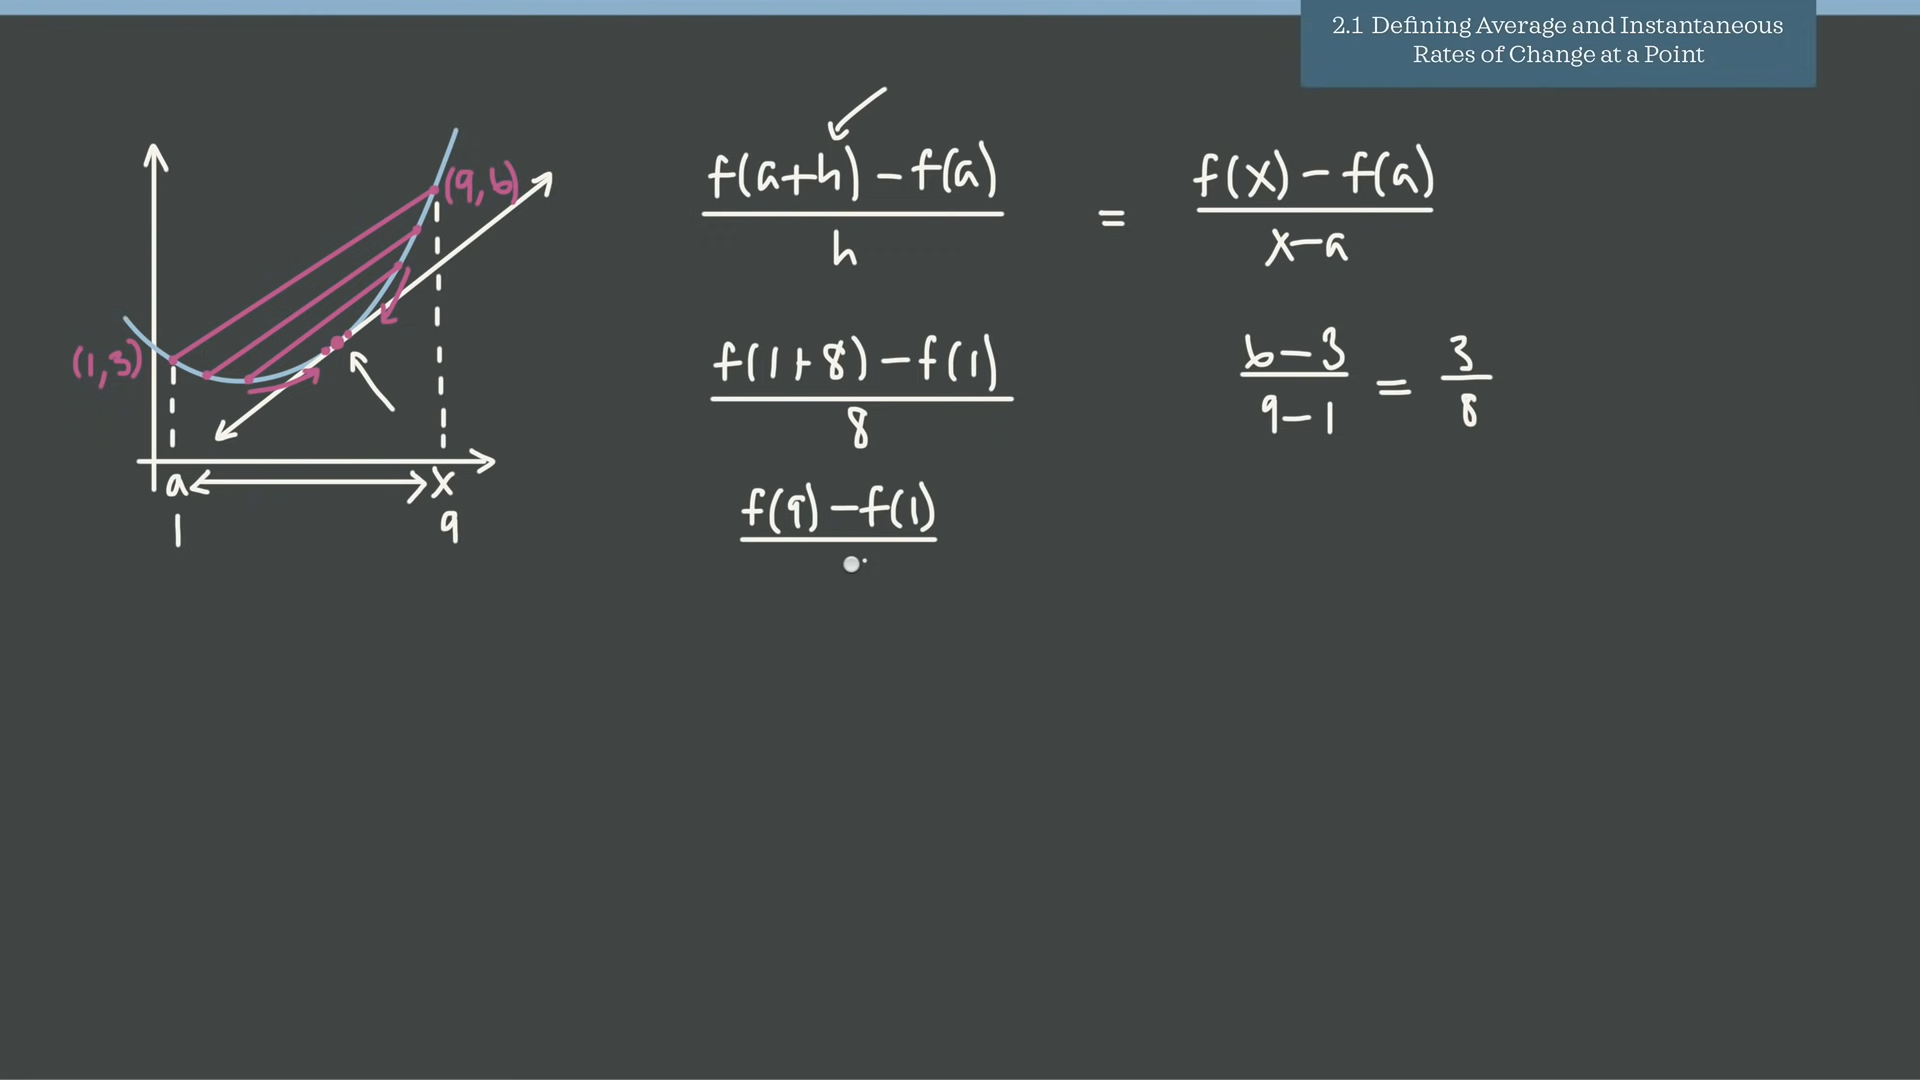 2.1 Defining Average and Instantaneous
Rates of Change at a Point
(9,6)
(1,3)
a
x
1
9
f(a+h) - f(a)
h
=
f(x) - f(a)
x-a
f(1+8) - f(1)
8
6-3
9-1
=
3
8
f(9) - f(1)